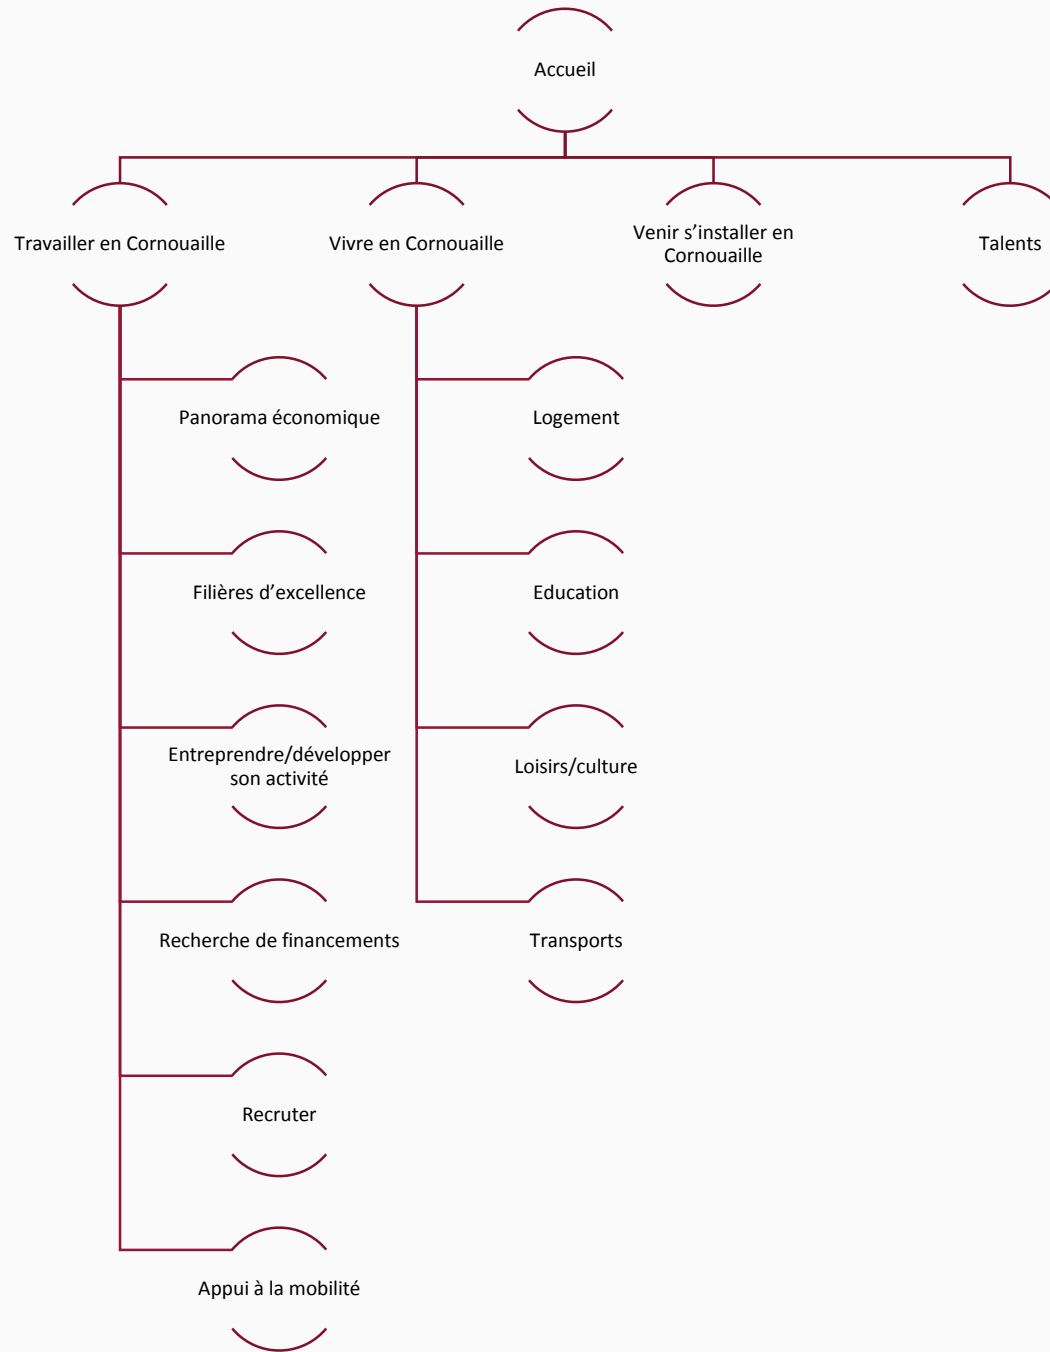 Accueil
Travailler en Cornouaille
Vivre en Cornouaille
Venir s’installer en
Cornouaille
Talents
Panorama économique
Logement
Filières d’excellence
Education
Entreprendre/développer
son activité
Loisirs/culture
Recherche de financements
Transports
Recruter
Appui à la mobilité